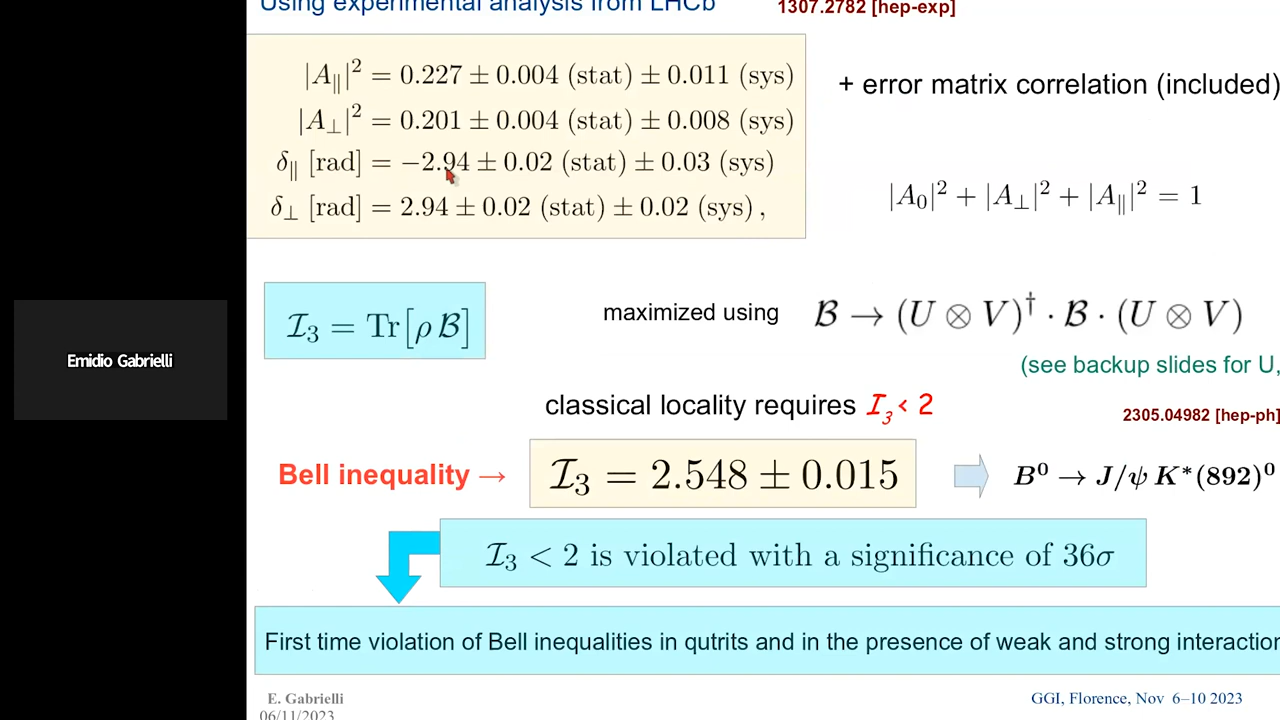 Using experimental analysis from LHCb
1307.2782 [hep-exp]
|A∥|² = 0.227 ± 0.004 (stat) ± 0.011 (sys)
|A⊥|² = 0.201 ± 0.004 (stat) ± 0.008 (sys)
δ∥ [rad] = −2.94 ± 0.02 (stat) ± 0.03 (sys)
δ⊥ [rad] = 2.94 ± 0.02 (stat) ± 0.02 (sys) ,
+ error matrix correlation (included)
|A₀|² + |A⊥|² + |A∥|² = 1
I₃ = Tr[ρ B]
maximized using B → (U ⊗ V)† · B · (U ⊗ V)
(see backup slides for U,
Emidio Gabrielli
classical locality requires I₃ < 2
2305.04982 [hep-ph]
Bell inequality → I₃ = 2.548 ± 0.015
B⁰ → J/ψ K*(892)⁰
I₃ < 2 is violated with a significance of 36σ
First time violation of Bell inequalities in qutrits and in the presence of weak and strong interaction
E. Gabrielli
06/11/2023
GGI, Florence, Nov 6–10 2023